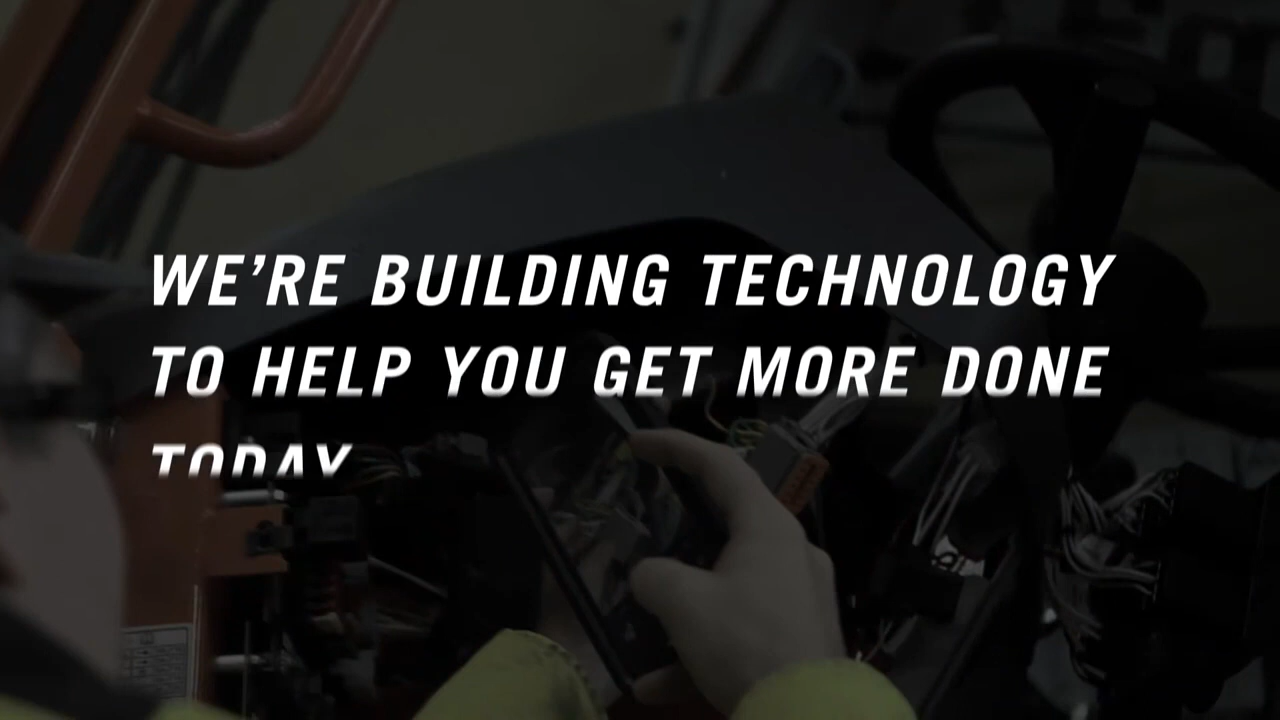 WE’RE BUILDING TECHNOLOGY
TO HELP YOU GET MORE DONE
TODAY